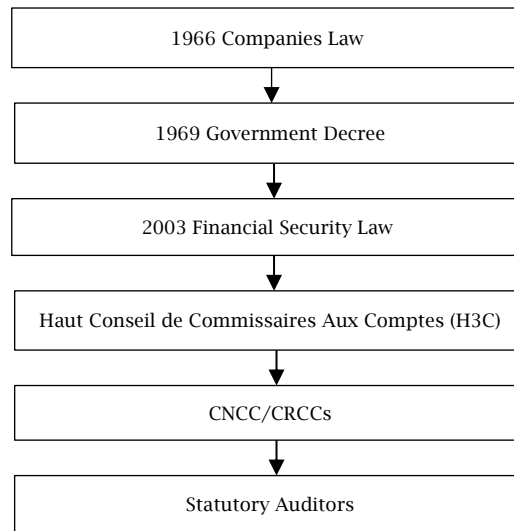 1966 Companies Law
1969 Government Decree
2003 Financial Security Law
Haut Conseil de Commissaires Aux Comptes (H3C)
CNCC/CRCCs
Statutory Auditors